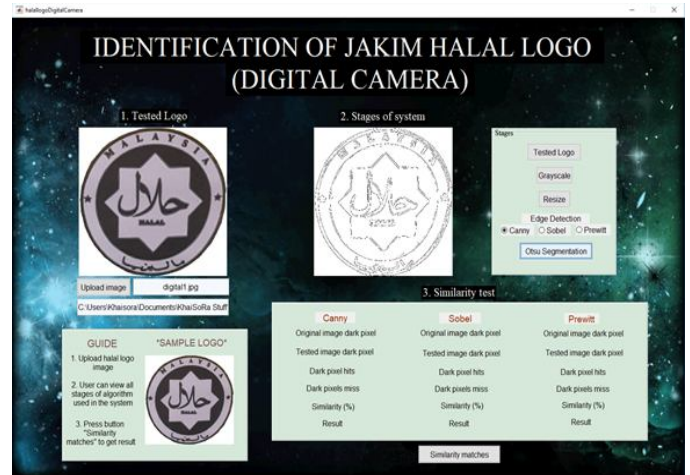 halallogoDigitalCamera
IDENTIFICATION OF JAKIM HALAL LOGO
(DIGITAL CAMERA)
1. Tested Logo
MALAYSIA
حلال
HALAL
ماليسيا
Upload image
digital1.jpg
C:\Users\Khaisora\Documents\KhaiSoRa Stuff
GUIDE
1. Upload halal logo
image
2. User can view all
stages of algorithm
used in the system
3. Press button
"Similarity
matches" to get result
"SAMPLE LOGO"
MALAYSIA
حلال
HALAL
ماليسيا
2. Stages of system
MALAYSIA
حلال
Stages
Tested Logo
Grayscale
Resize
Edge Detection
Canny Sobel Prewitt
Otsu Segmentation
3. Similarity test
Canny
Original image dark pixel
Tested image dark pixel
Dark pixel hits
Dark pixels miss
Similarity (%)
Result
Sobel
Original image dark pixel
Tested image dark pixel
Dark pixel hits
Dark pixels miss
Similarity (%)
Result
Prewitt
Original image dark pixel
Tested image dark pixel
Dark pixel hits
Dark pixels miss
Similarity (%)
Result
Similarity matches